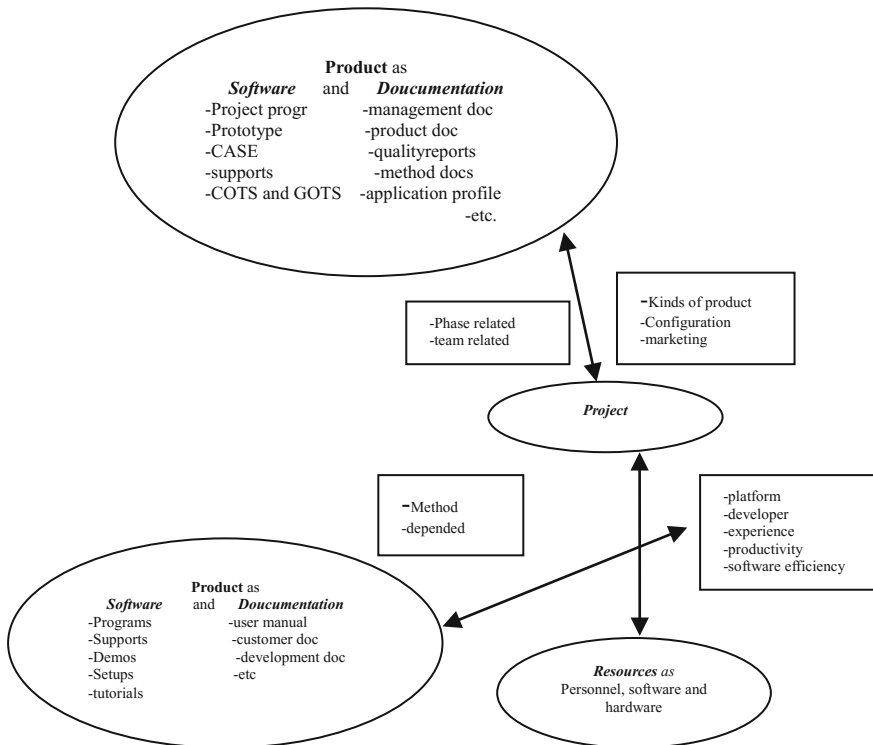 Product as
Software and Doucumentation
-Project progr -management doc
-Prototype -product doc
-CASE -qualityreports
-supports -method docs
-COTS and GOTS -application profile
-etc.
-Phase related
-team related
-Kinds of product
-Configuration
-marketing
Project
-Method
-depended
-platform
-developer
-experience
-productivity
-software efficiency
Product as
Software and Doucumentation
-Programs -user manual
-Supports -customer doc
-Demos -development doc
-Setups -etc
-tutorials
Resources as
Personnel, software and
hardware